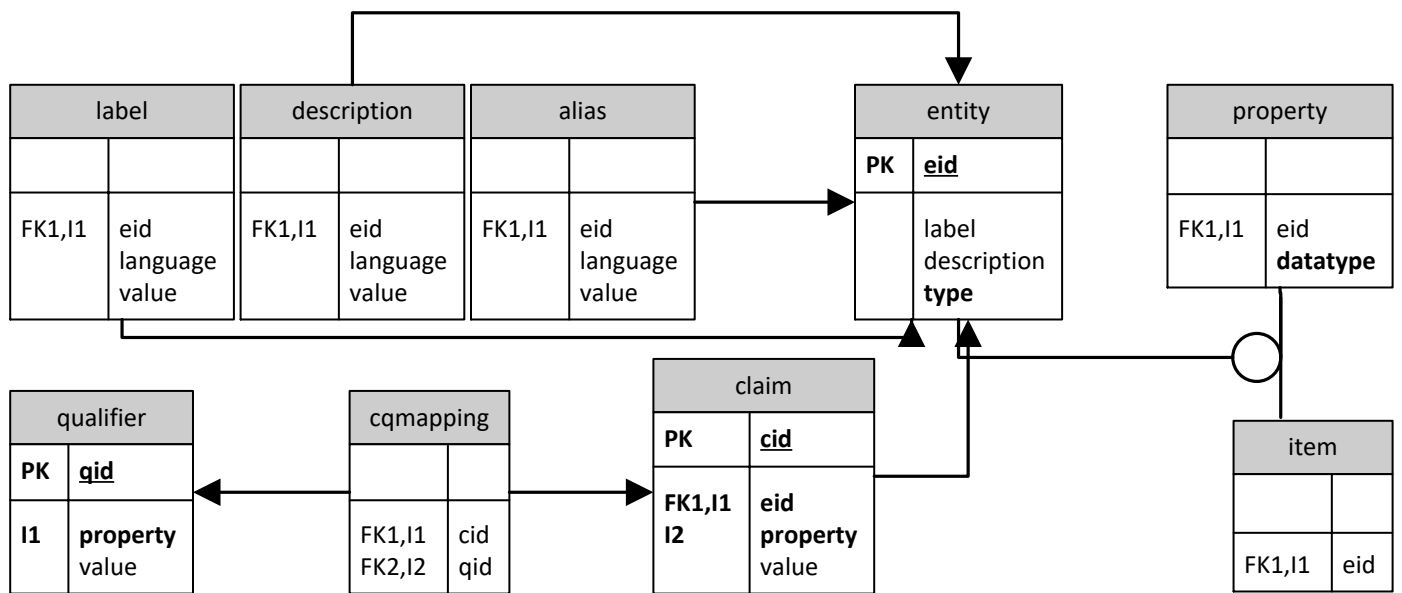 label
description
alias
entity
property
FK1,I1 eid
language
value
FK1,I1 eid
language
value
FK1,I1 eid
language
value
PK eid
label
description
type
FK1,I1 eid
datatype
qualifier
PK qid
I1 property
value
cqmapping
FK1,I1 cid
FK2,I2 qid
claim
PK cid
FK1,I1 eid
I2 property
value
item
FK1,I1 eid